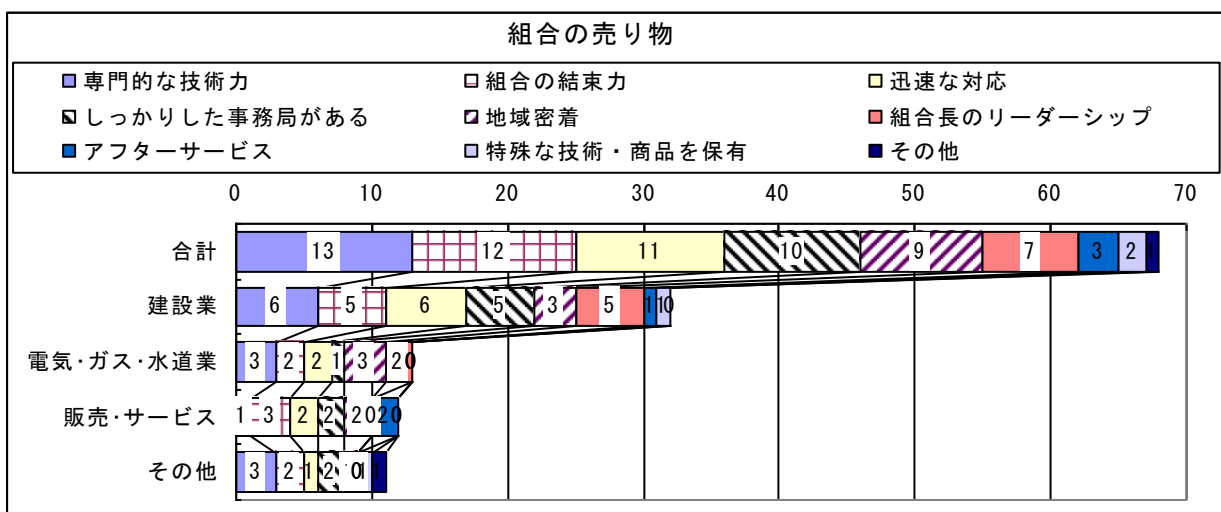 組合の売り物
専門的な技術力 組合の結束力 迅速な対応
しっかりした事務局がある 地域密着 組合長のリーダーシップ
アフターサービス 特殊な技術・商品を保有 その他
0 10 20 30 40 50 60 70
合計 13 12 11 10 9 7 3 2 1
建設業 6 5 6 5 3 5 1 1 0
電気・ガス・水道業 3 2 2 1 3 2 0
販売・サービス 1 3 2 2 2 0 2 0
その他 3 2 1 2 0 1 1